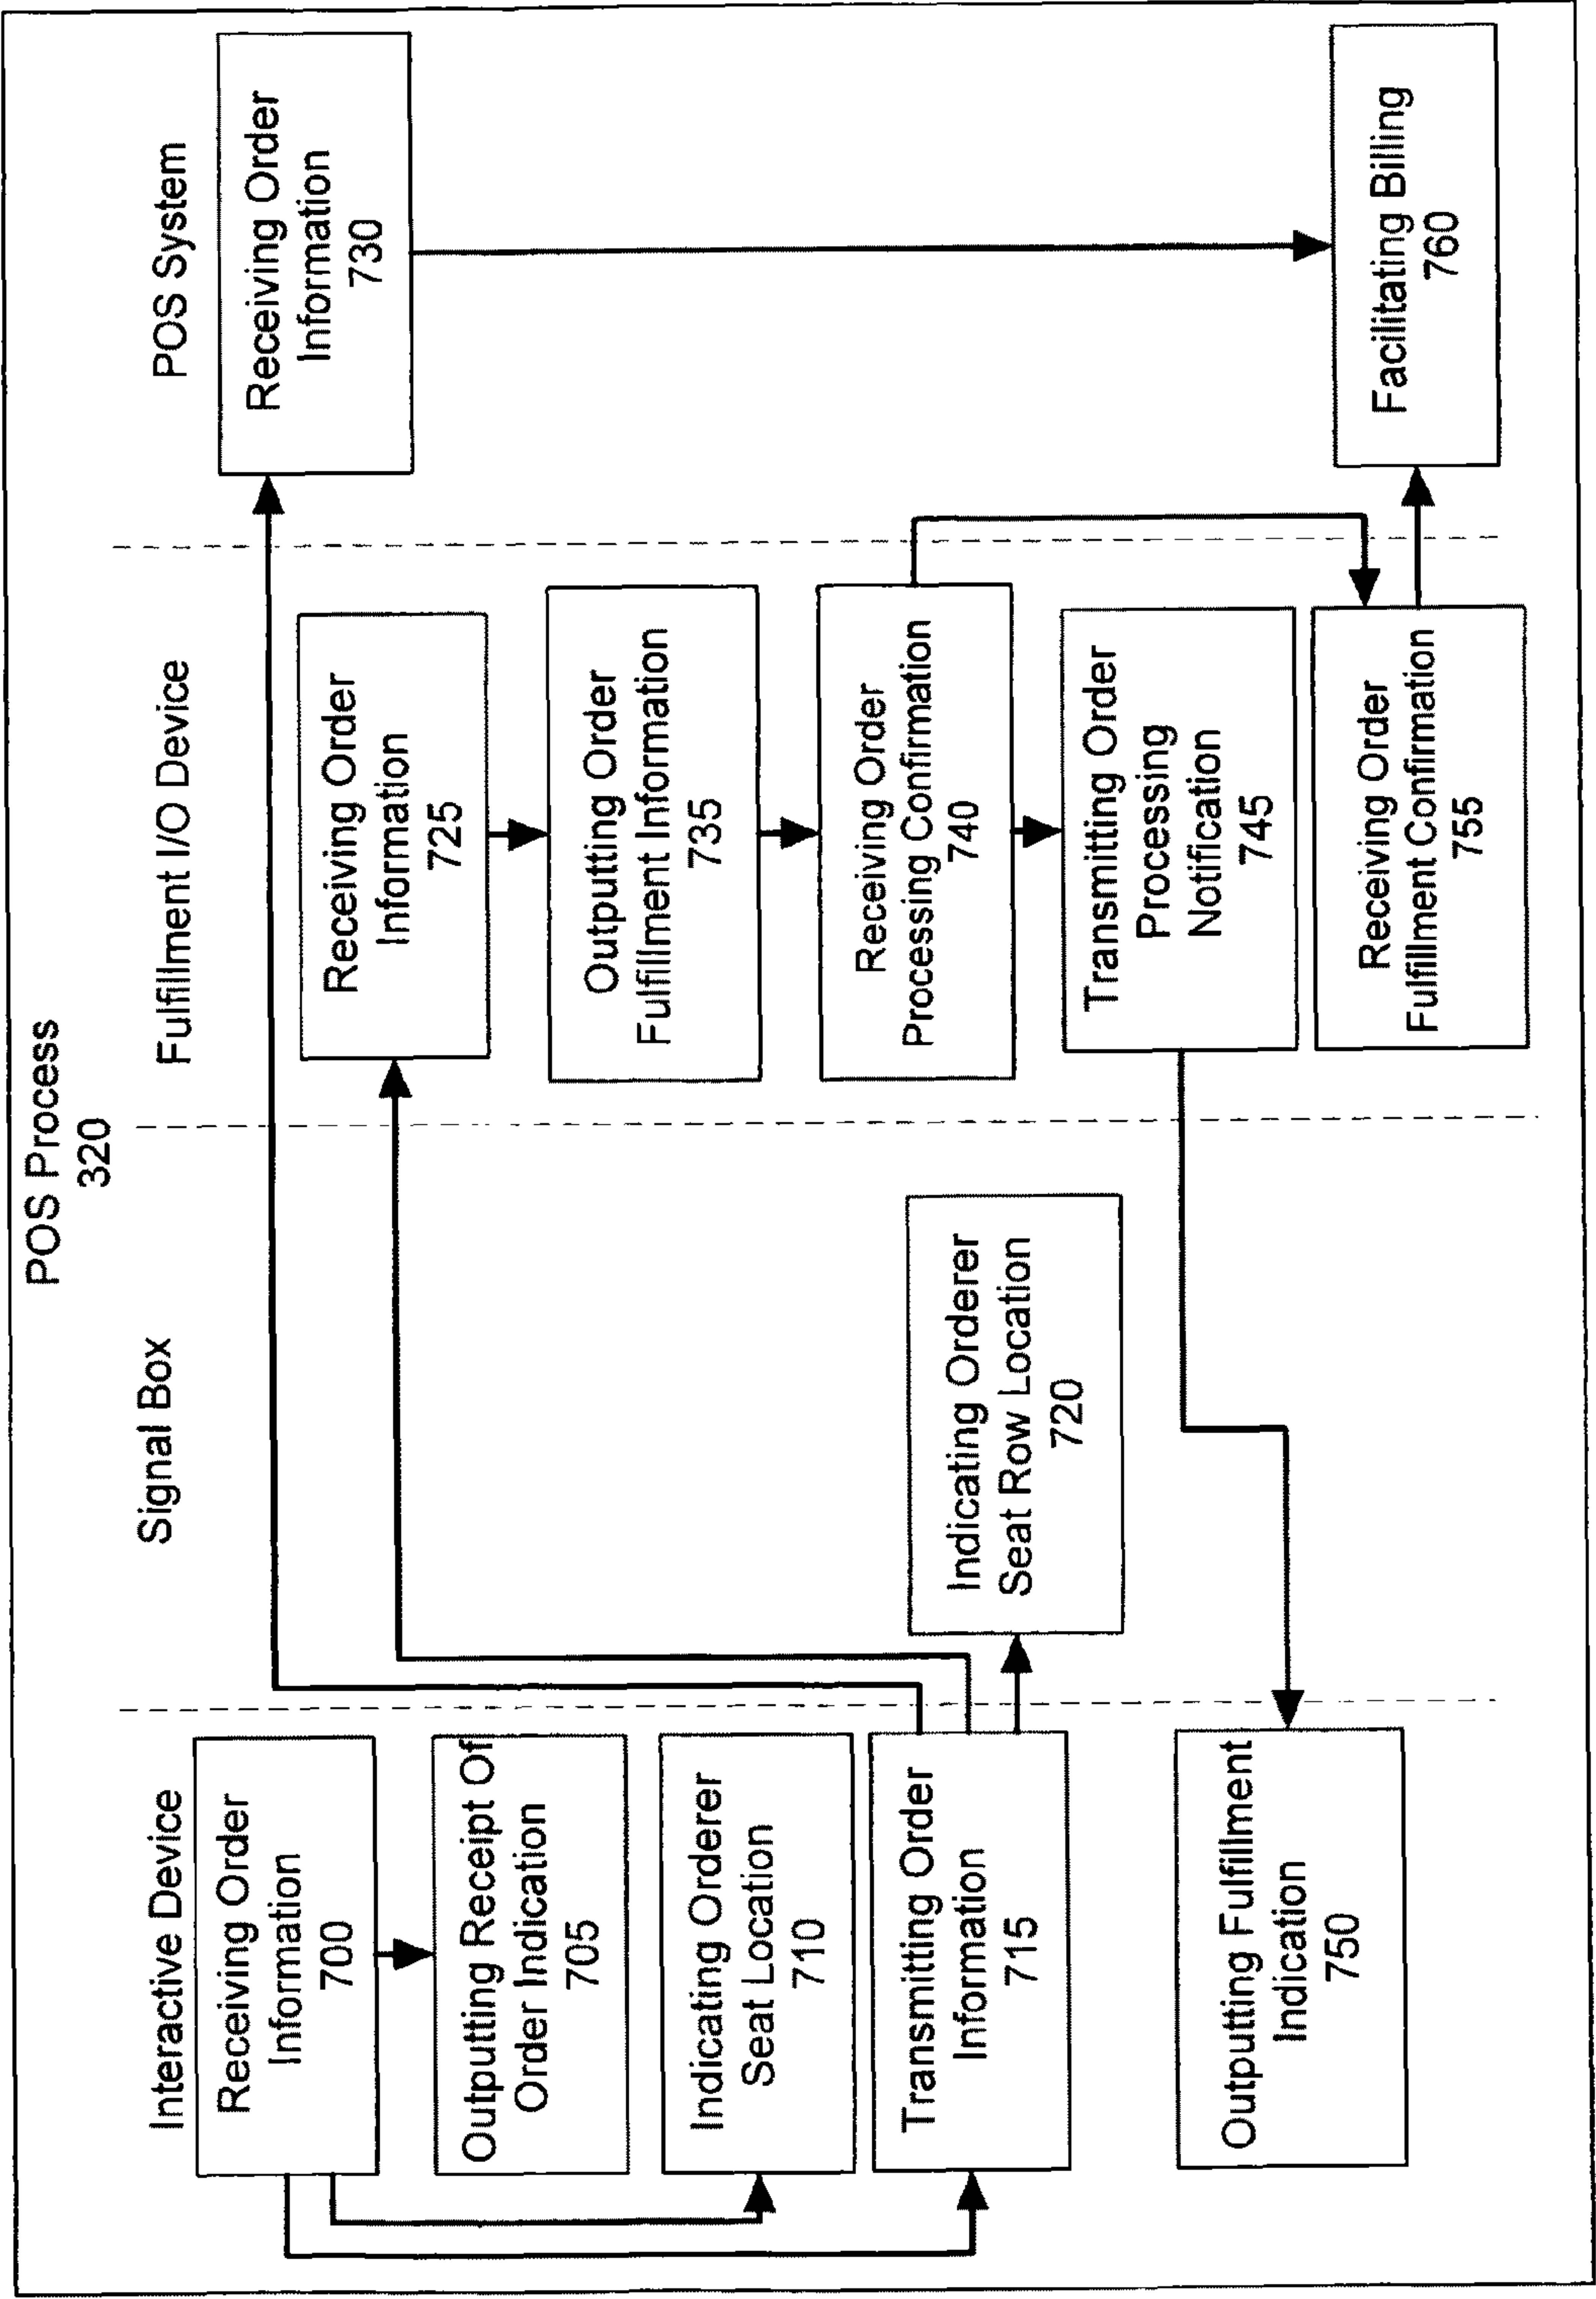 POS Process
320
Interactive Device
Signal Box
Fulfillment I/O Device
POS System
Receiving Order
Information
700
Outputting Receipt Of
Order Indication
705
Indicating Orderer
Seat Location
710
Transmitting Order
Information
715
Outputting Fulfillment
Indication
750
Indicating Orderer
Seat Row Location
720
Receiving Order
Information
725
Outputting Order
Fulfillment Information
735
Receiving Order
Processing Confirmation
740
Transmitting Order
Processing
Notification
745
Receiving Order
Fulfillment Confirmation
755
Receiving Order
Information
730
Facilitating Billing
760